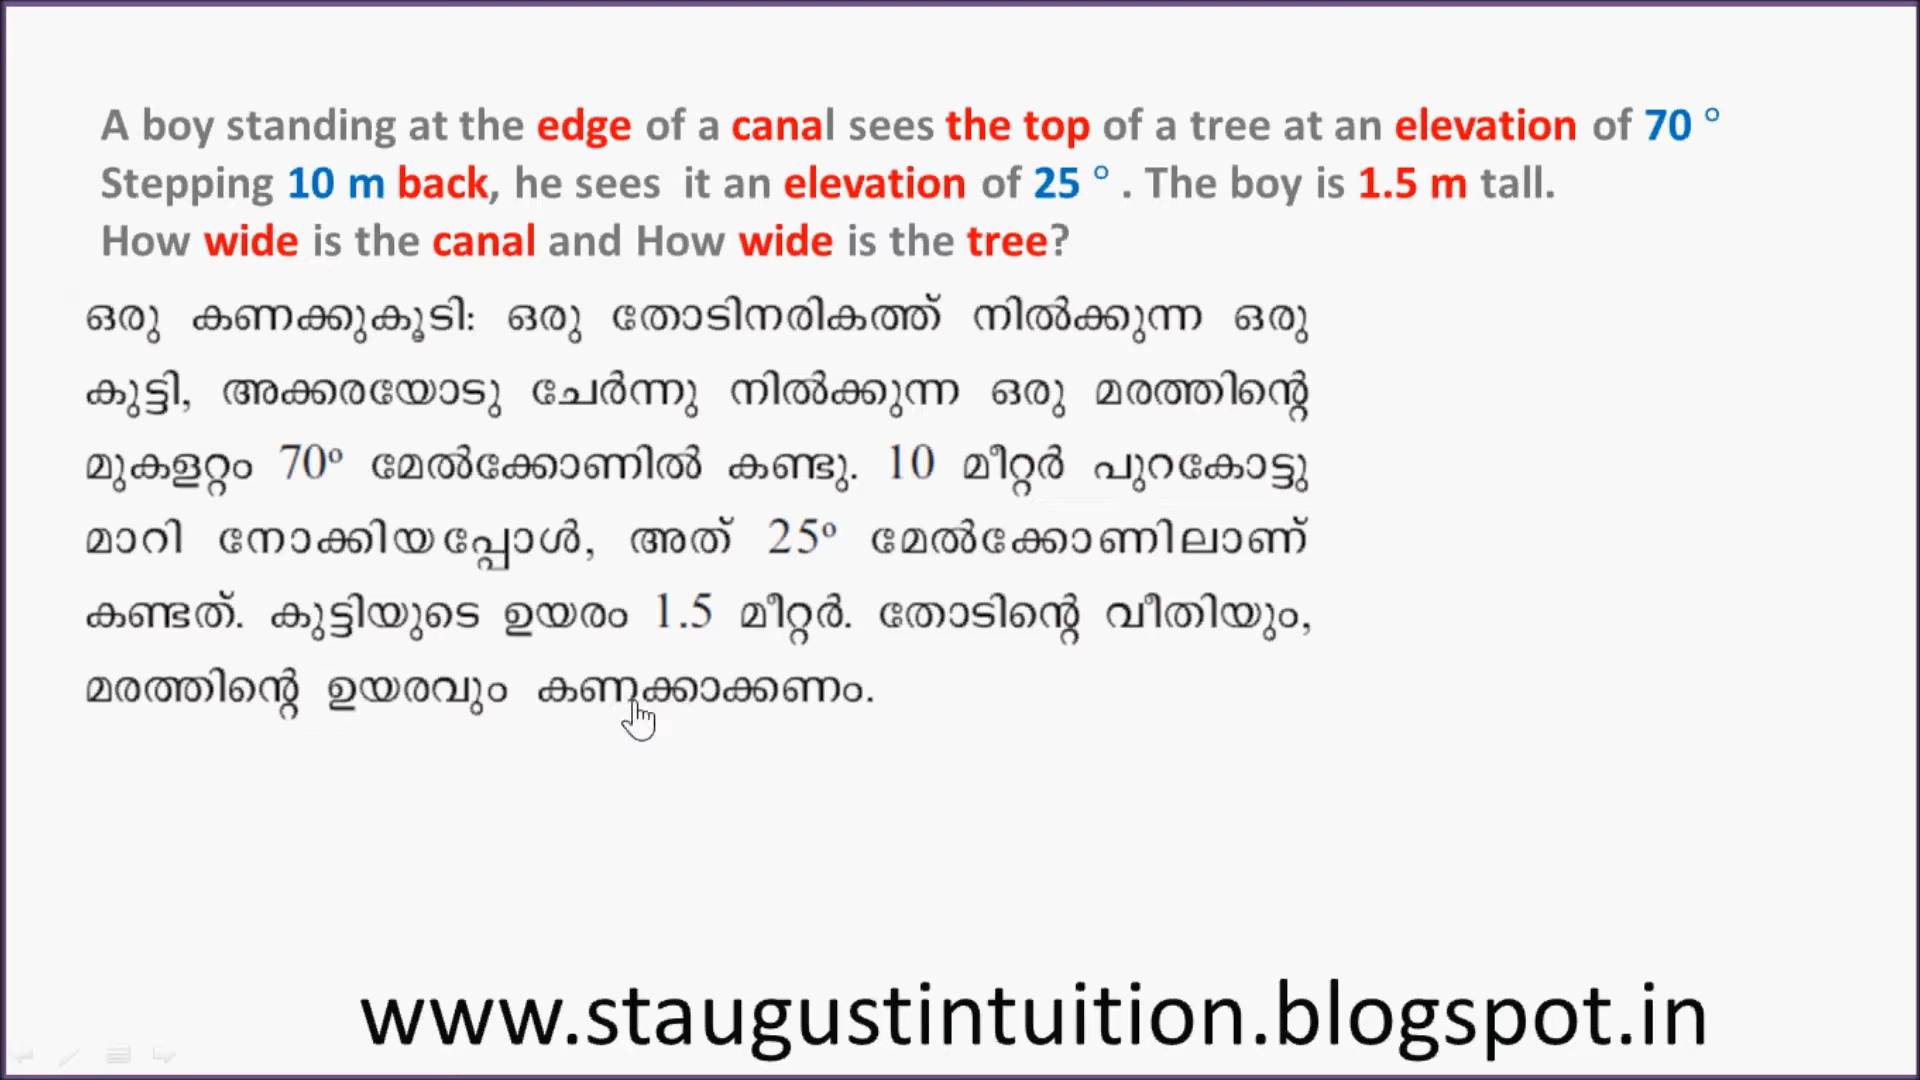 A boy standing at the edge of a canal sees the top of a tree at an elevation of 70 °
Stepping 10 m back, he sees it an elevation of 25 ° . The boy is 1.5 m tall.
How wide is the canal and How wide is the tree?
ഒരു കണക്കുകൂടി: ഒരു തോടിനരികത്ത് നിൽക്കുന്ന ഒരു
കുട്ടി, അക്കരയോടു ചേർന്നു നിൽക്കുന്ന ഒരു മരത്തിന്റെ
മുകളറ്റം 70° മേൽക്കോണിൽ കണ്ടു. 10 മീറ്റർ പുറകോട്ടു
മാറി നോക്കിയപ്പോൾ, അത് 25° മേൽക്കോണിലാണ്
കണ്ടത്. കുട്ടിയുടെ ഉയരം 1.5 മീറ്റർ. തോടിന്റെ വീതിയും,
മരത്തിന്റെ ഉയരവും കണക്കാക്കണം.
www.staugustintuition.blogspot.in